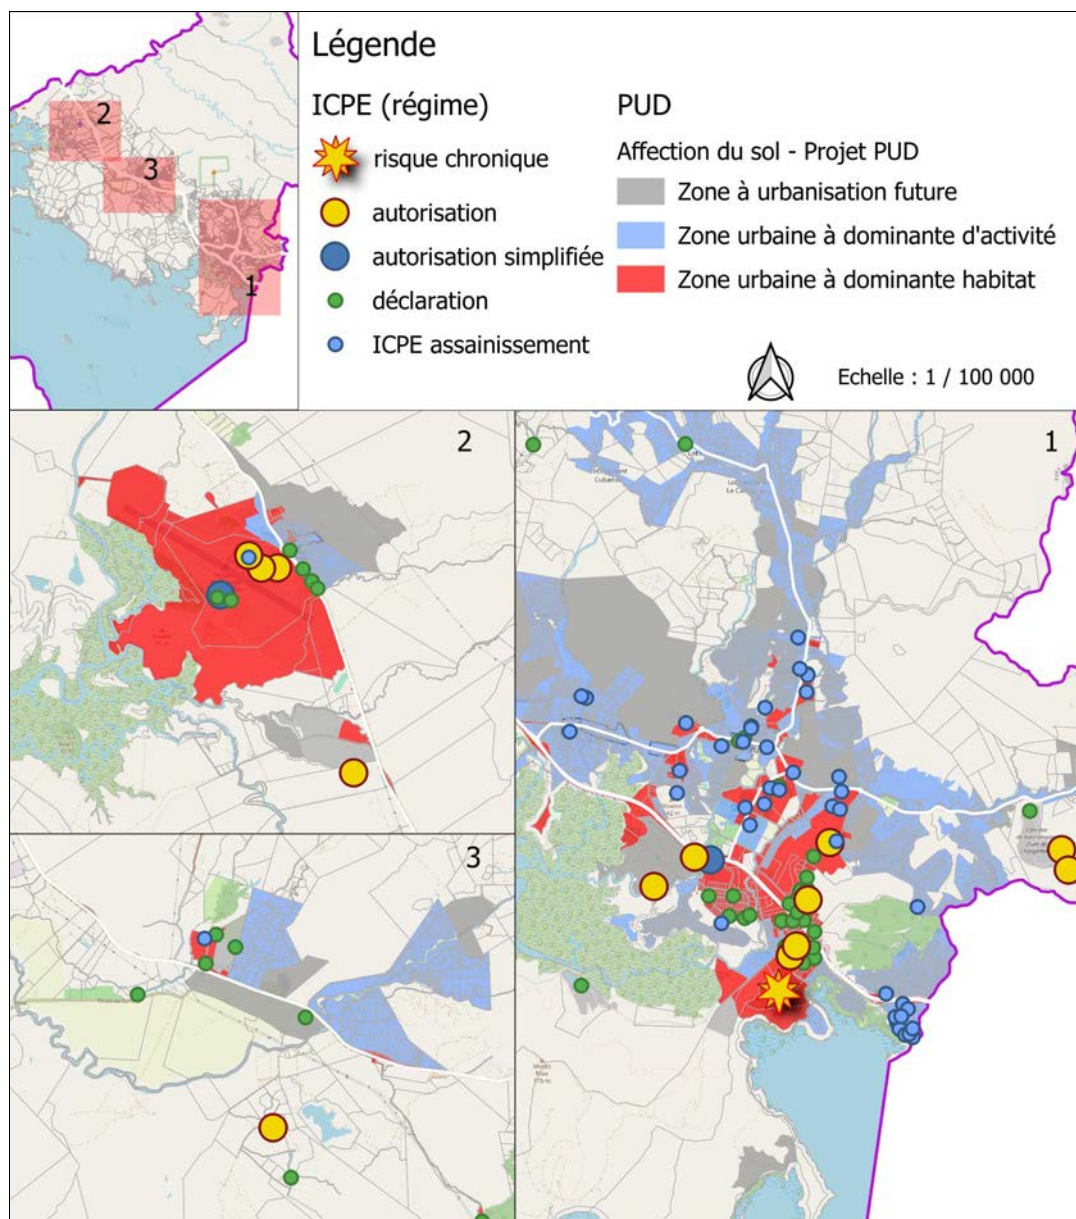 2
3
1
Légende
ICPE (régime)
risque chronique
autorisation
autorisation simplifiée
déclaration
ICPE assainissement
PUD
Affection du sol - Projet PUD
Zone à urbanisation future
Zone urbaine à dominante d'activité
Zone urbaine à dominante habitat
Echelle : 1 / 100 000
2
1
3